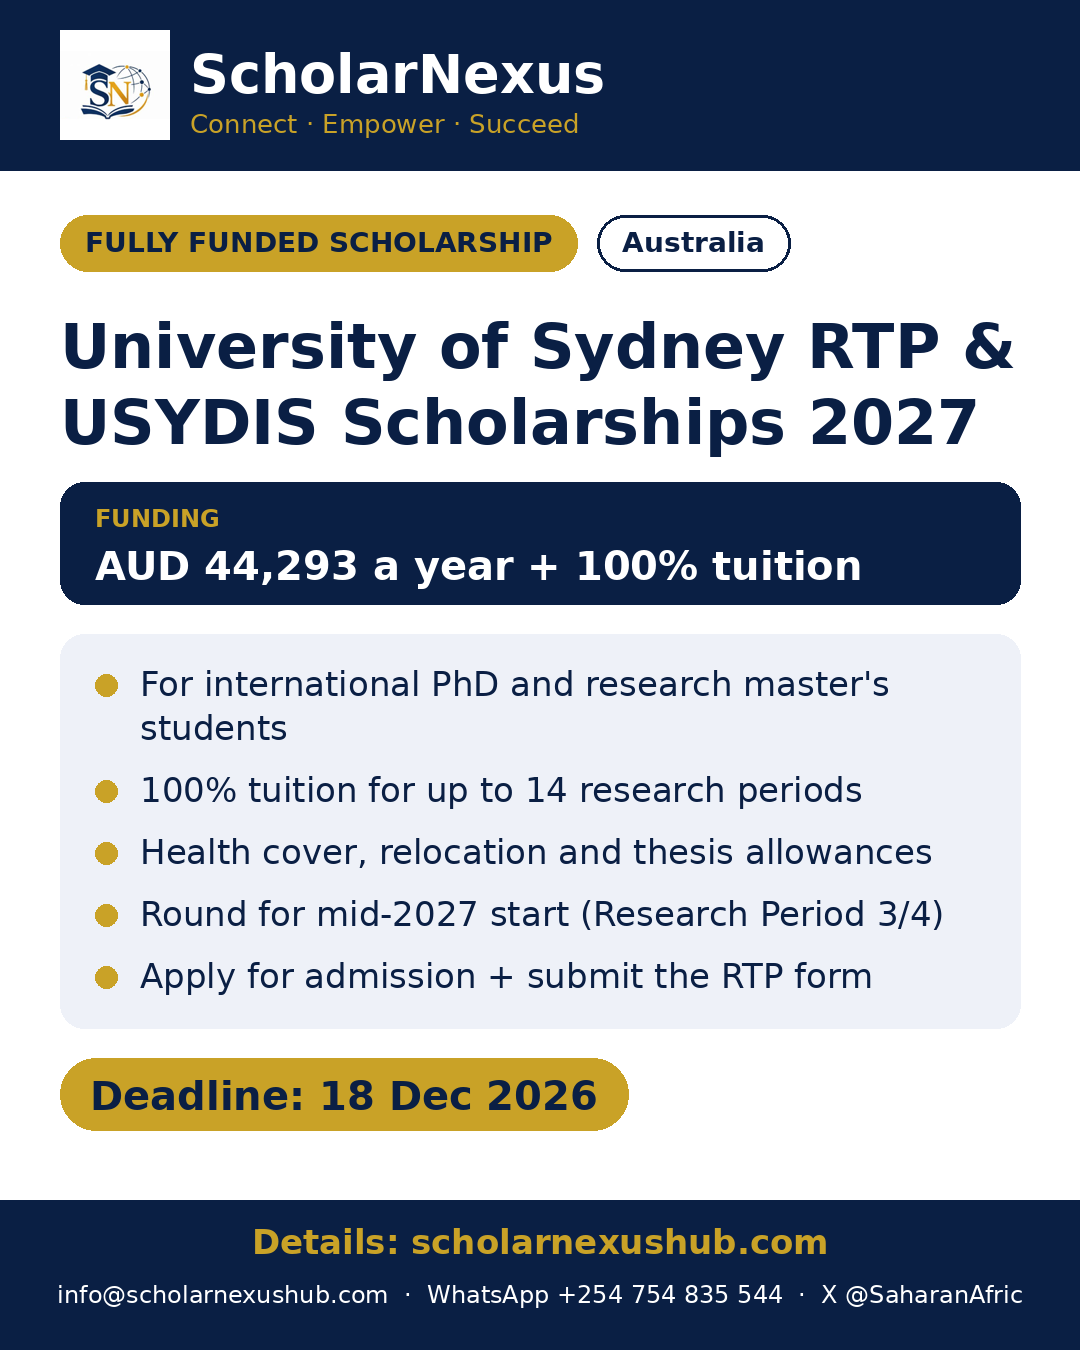 SN
ScholarNexus
Connect · Empower · Succeed
FULLY FUNDED SCHOLARSHIP
Australia
University of Sydney RTP &
USYDIS Scholarships 2027
FUNDING
AUD 44,293 a year + 100% tuition
For international PhD and research master's
students
100% tuition for up to 14 research periods
Health cover, relocation and thesis allowances
Round for mid-2027 start (Research Period 3/4)
Apply for admission + submit the RTP form
Deadline: 18 Dec 2026
Details: scholarnexushub.com
info@scholarnexushub.com · WhatsApp +254 754 835 544 · X @SaharanAfric